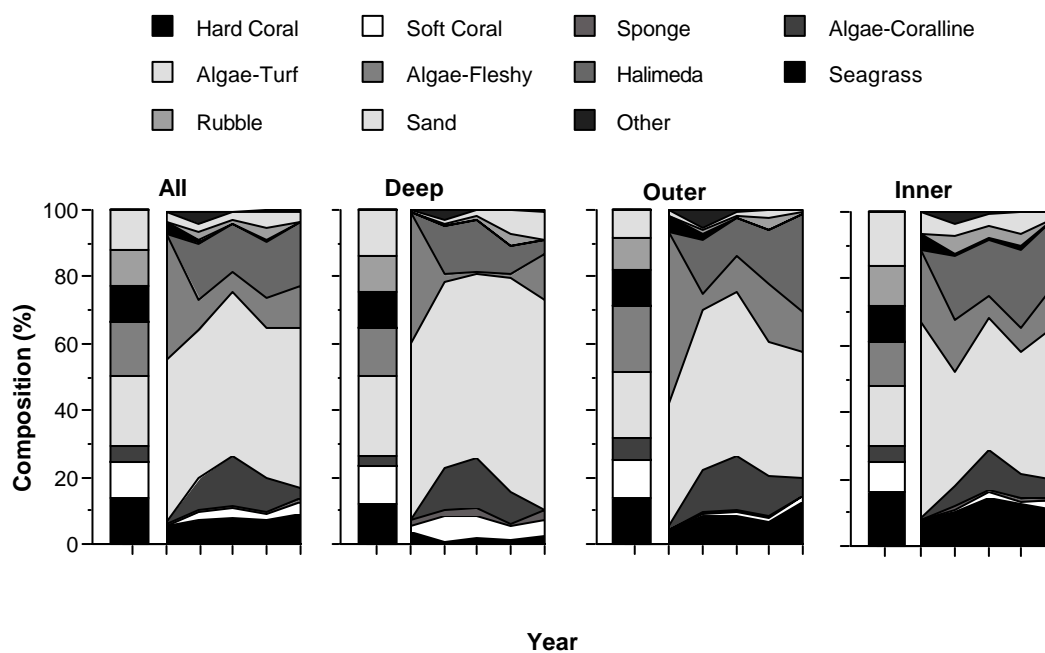 Hard Coral Soft Coral Sponge Algae-Coralline
Algae-Turf Algae-Fleshy Halimeda Seagrass
Rubble Sand Other
All Deep Outer Inner
100
80
60
40
20
0
Composition (%)
Year